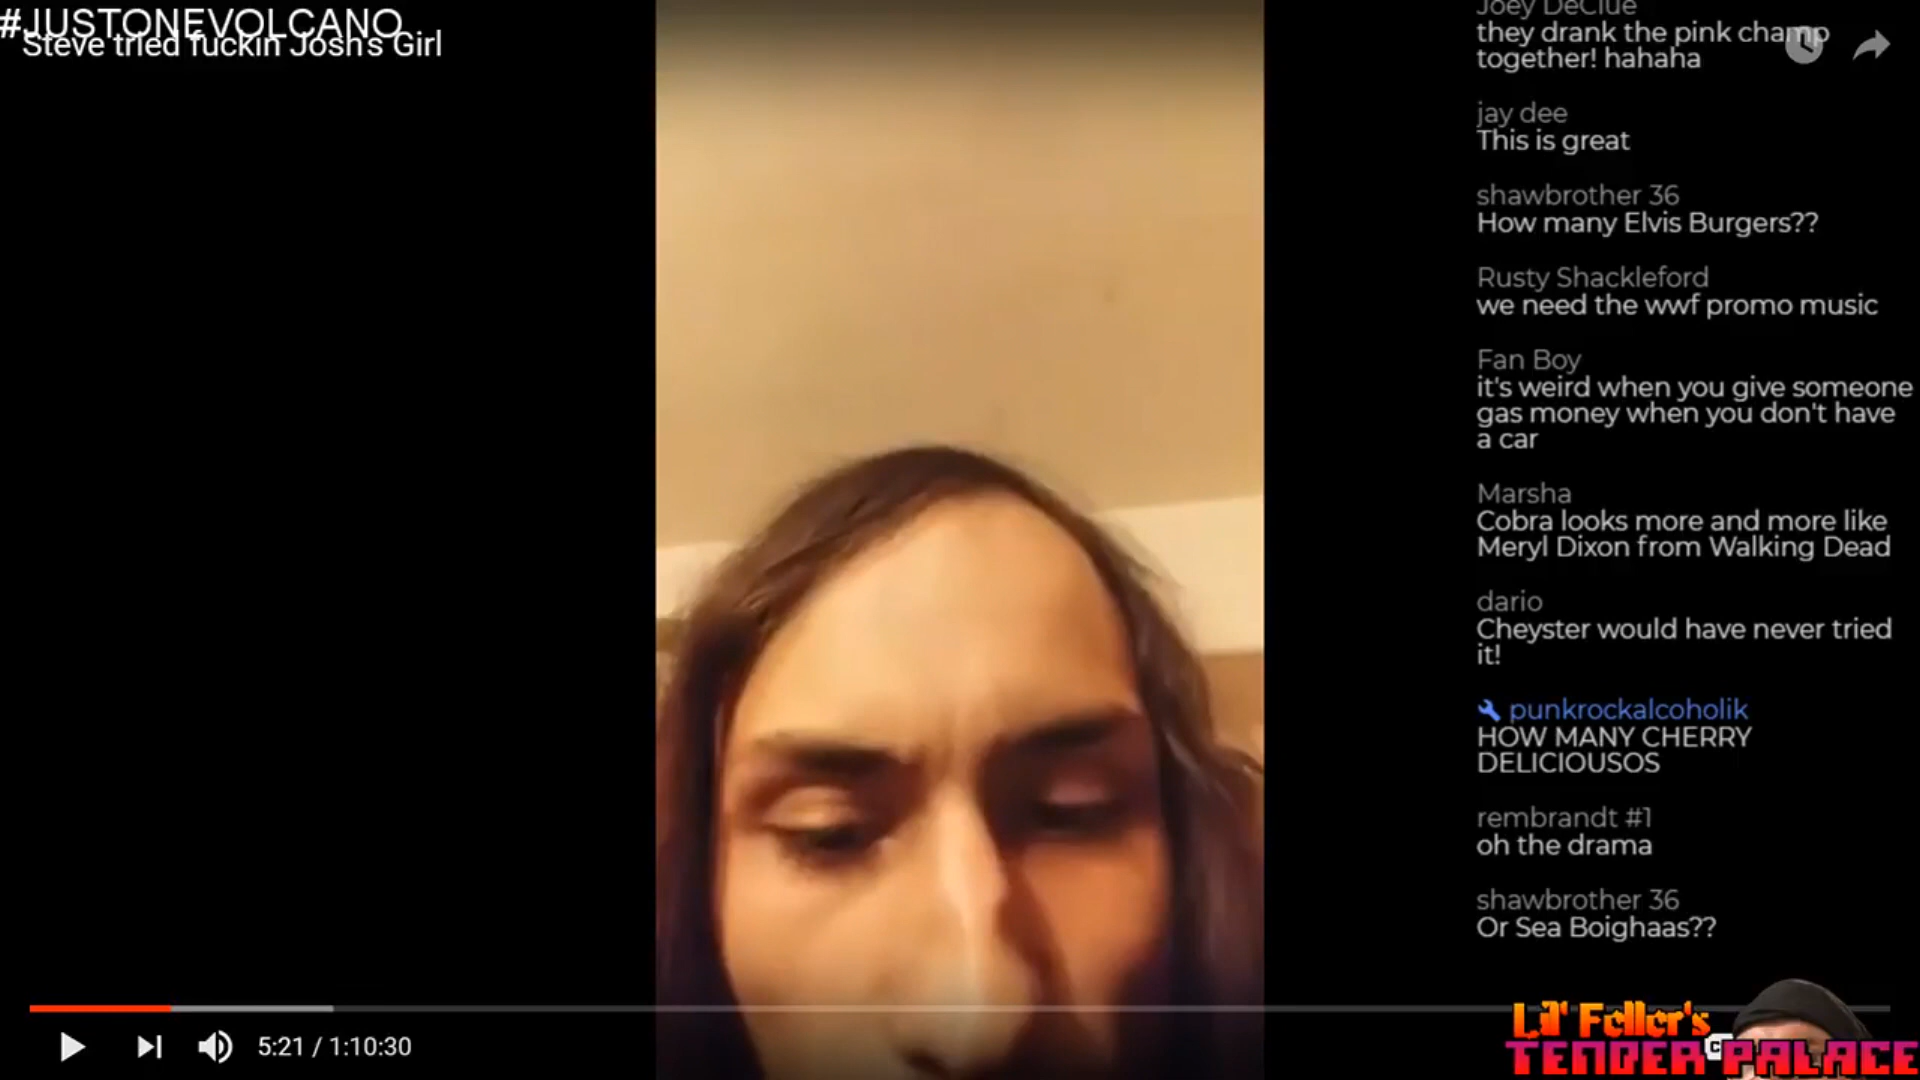 #JUSTONEVOLCANO
Steve tried fuckin Josh's Girl
Joey DeClue
they drank the pink champ
together! hahaha
jay dee
This is great
shawbrother 36
How many Elvis Burgers??
Rusty Shackleford
we need the wwf promo music
Fan Boy
it's weird when you give someone
gas money when you don't have
a car
Marsha
Cobra looks more and more like
Meryl Dixon from Walking Dead
dario
Cheyster would have never tried
it!
punkrockalcoholik
HOW MANY CHERRY
DELICIOUSOS
rembrandt #1
oh the drama
shawbrother 36
Or Sea Boighaas??
5:21 / 1:10:30
Lil' Feller's
TENDER PALACE